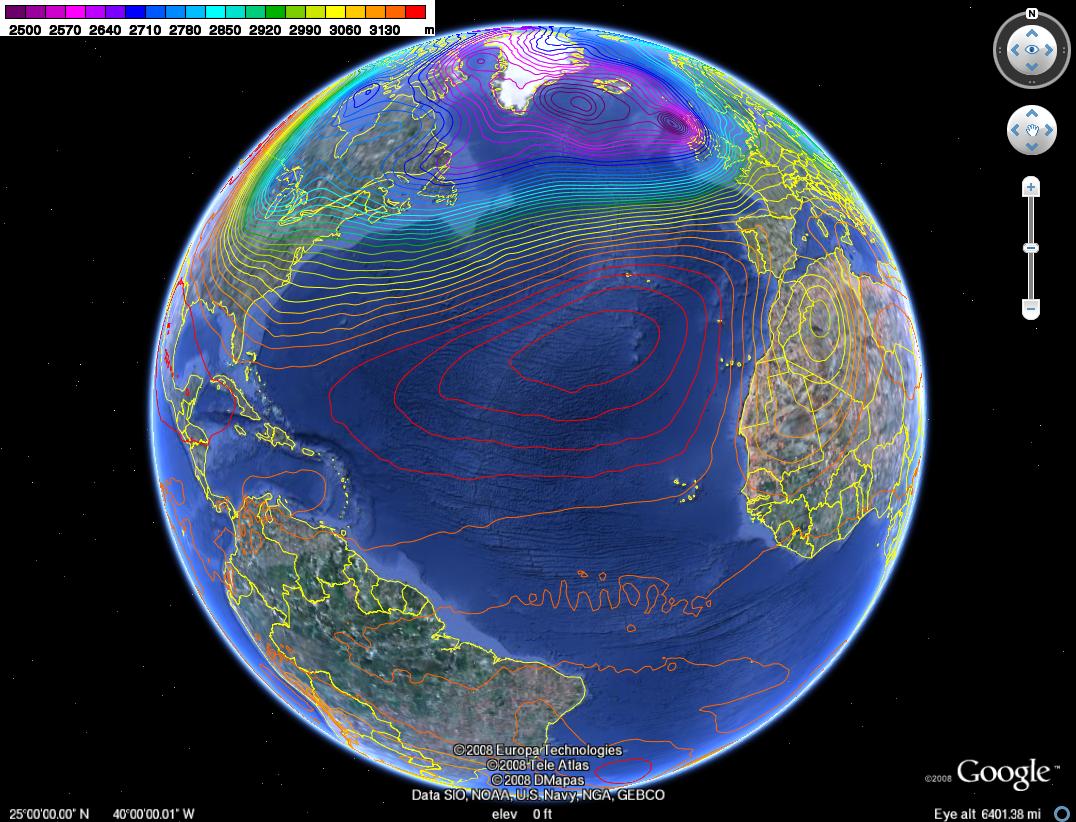 2500 2570 2640 2710 2780 2850 2920 2990 3060 3130 m
N
©2008 Europa Technologies
©2008 Tele Atlas
© 2008 DMapas
Data SIO, NOAA, U.S. Navy, NGA, GEBCO
©2008 Google™
25°00'00.00" N 40°00'00.01" W elev 0 ft Eye alt 6401.38 mi